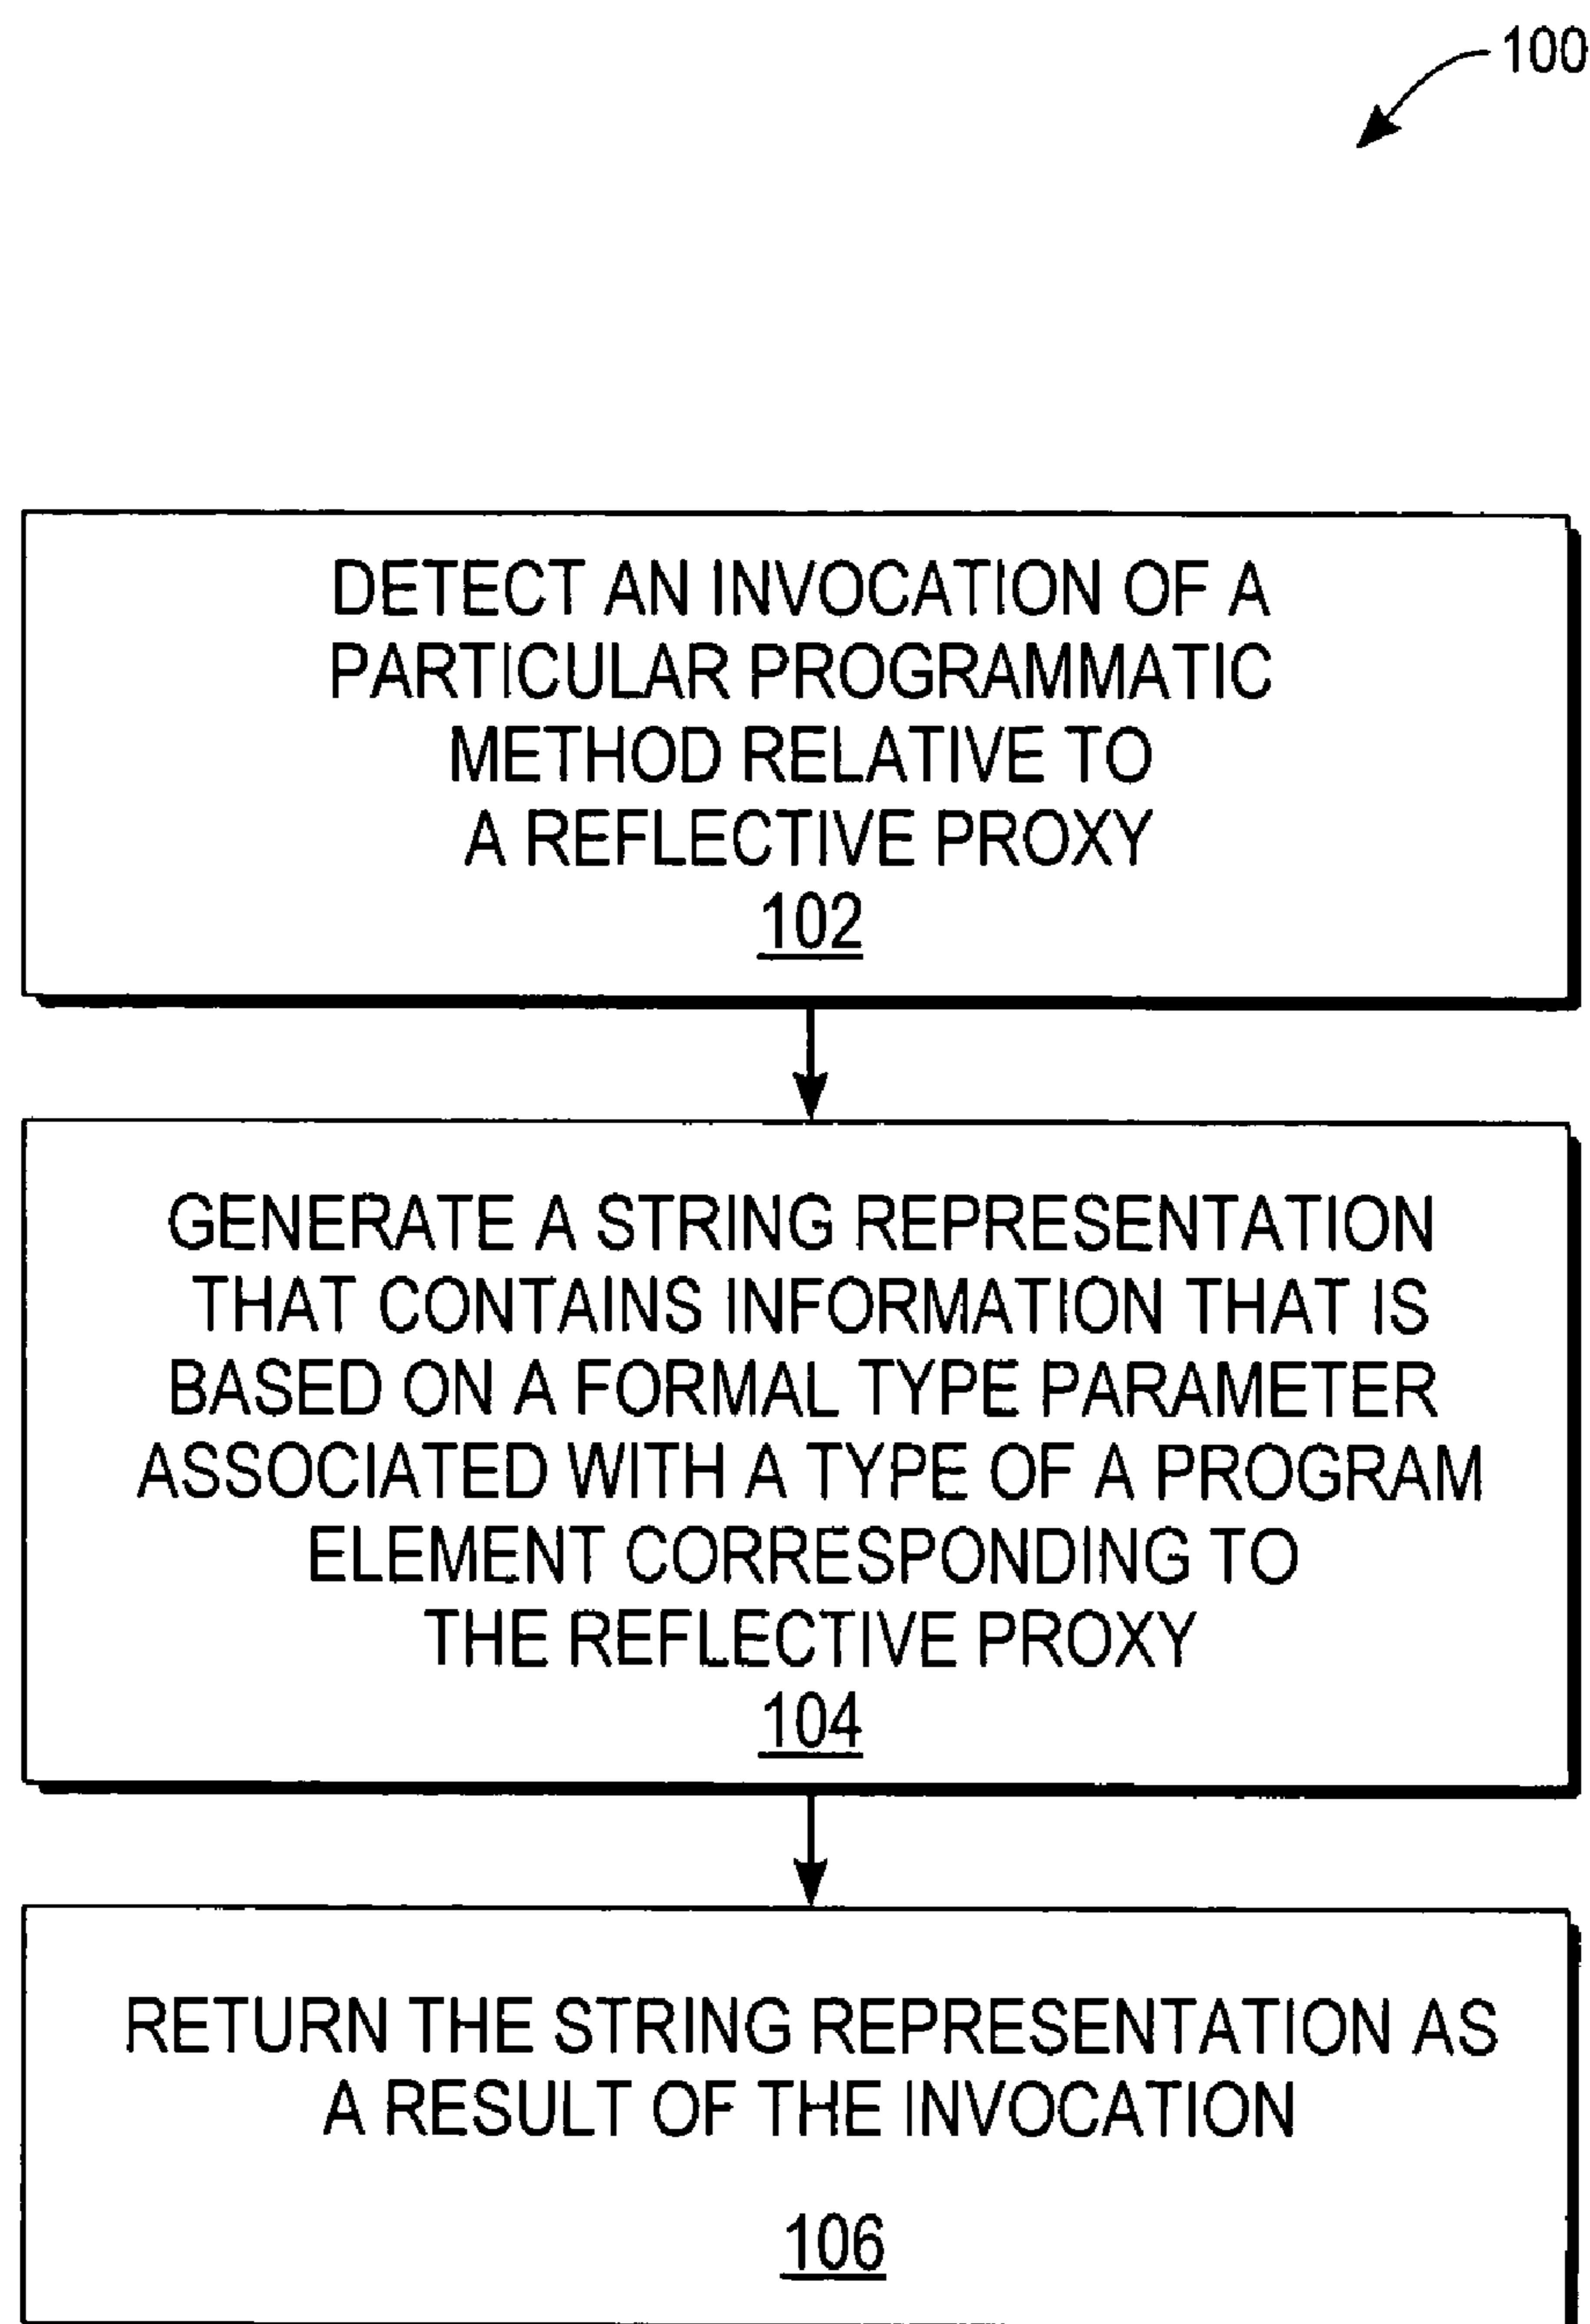 100
DETECT AN INVOCATION OF A
PARTICULAR PROGRAMMATIC
METHOD RELATIVE TO
A REFLECTIVE PROXY
102
GENERATE A STRING REPRESENTATION
THAT CONTAINS INFORMATION THAT IS
BASED ON A FORMAL TYPE PARAMETER
ASSOCIATED WITH A TYPE OF A PROGRAM
ELEMENT CORRESPONDING TO
THE REFLECTIVE PROXY
104
RETURN THE STRING REPRESENTATION AS
A RESULT OF THE INVOCATION
106